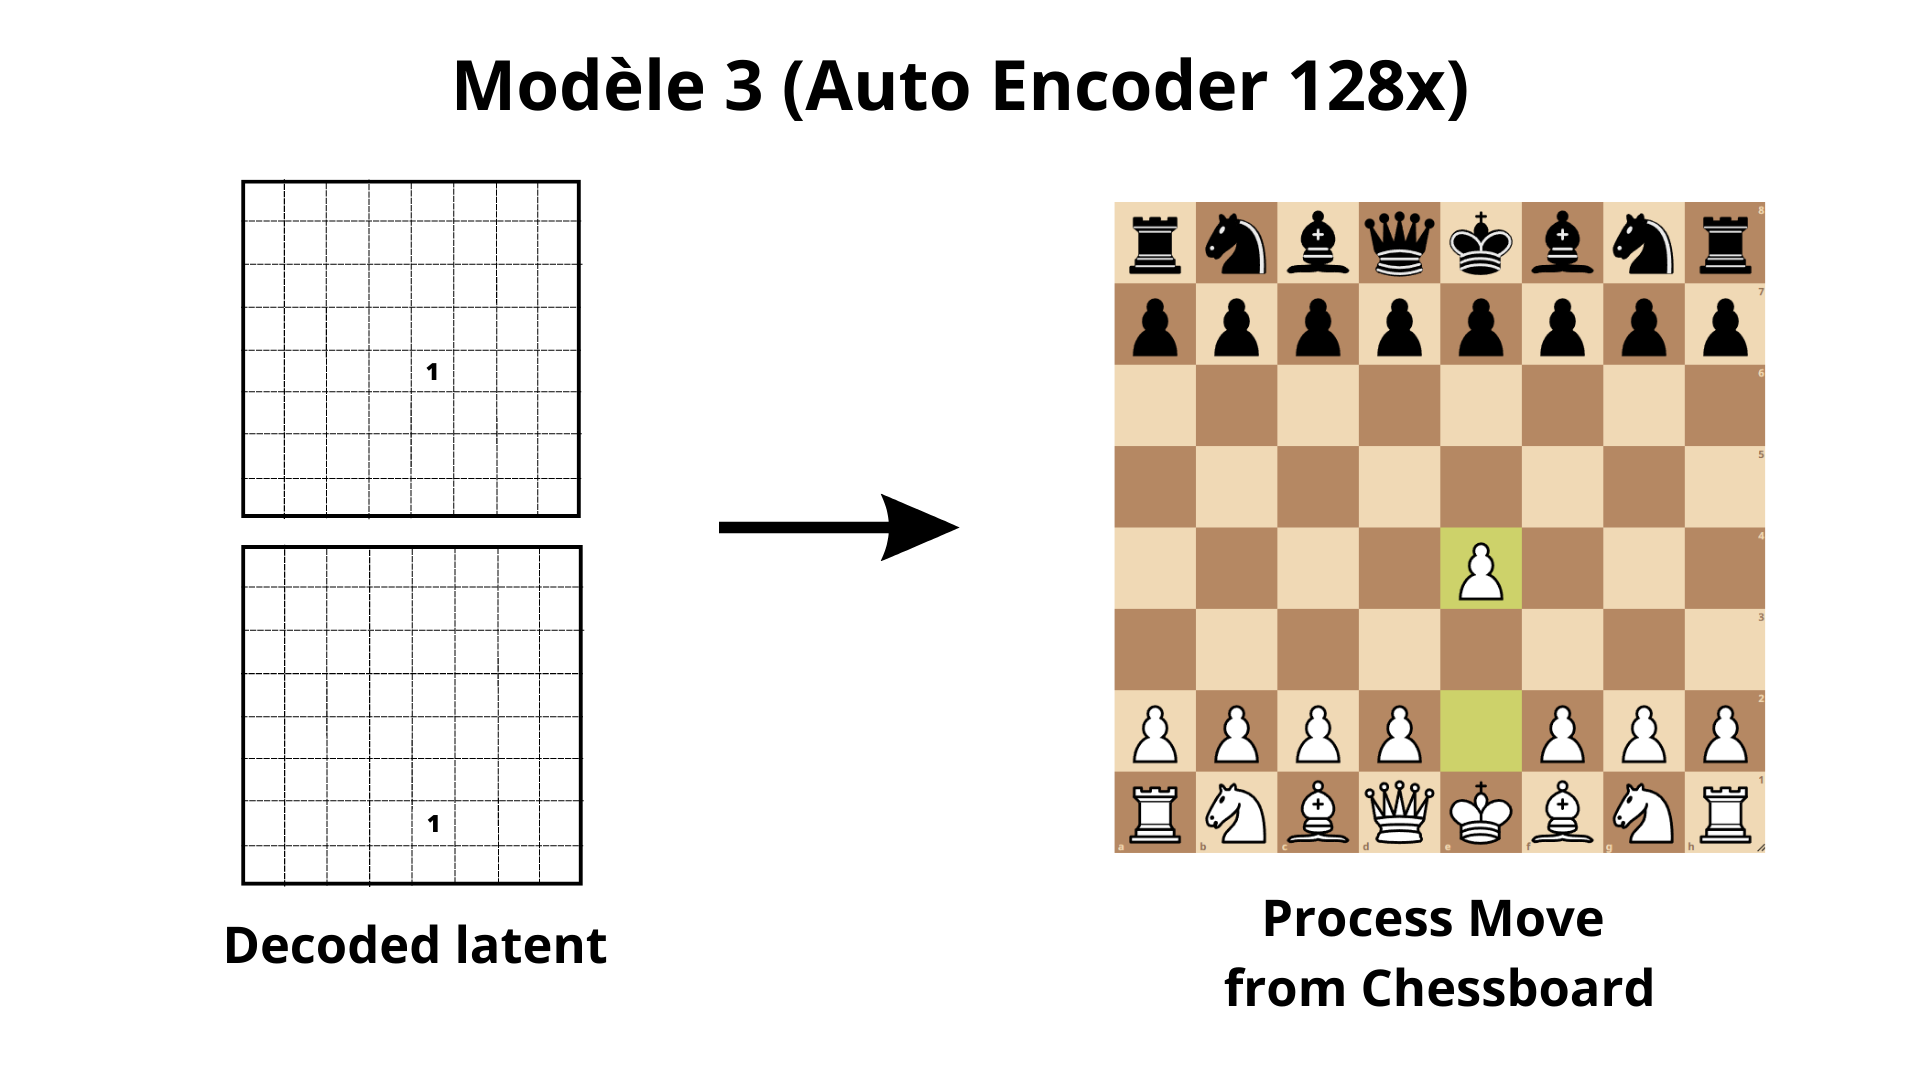 Modèle 3 (Auto Encoder 128x)
1
1
Decoded latent
8
7
6
5
4
3
2
1
a b c d e f g h
Process Move
from Chessboard